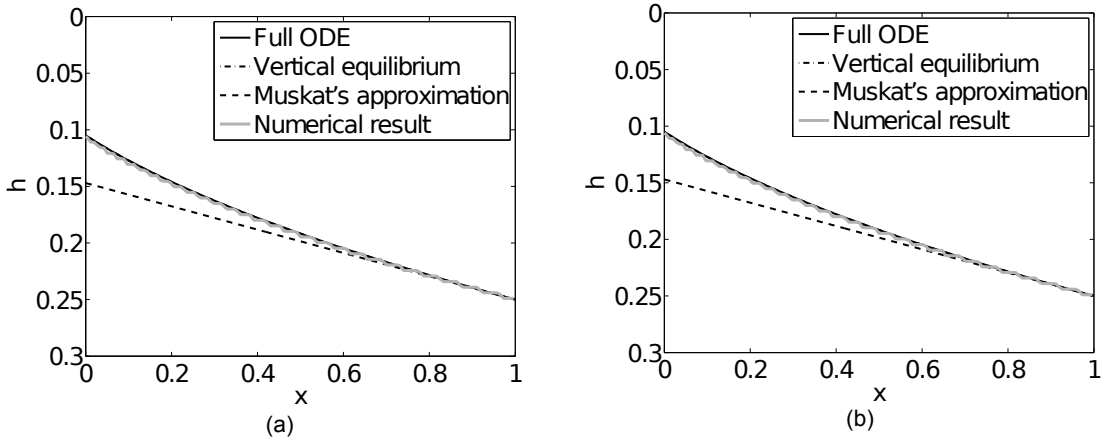 0
0.05
0.1
0.15
0.2
0.25
0.3
h
Full ODE
Vertical equilibrium
Muskat's approximation
Numerical result
0 0.2 0.4 0.6 0.8 1
x
(a)
0
0.05
0.1
0.15
0.2
0.25
0.3
h
Full ODE
Vertical equilibrium
Muskat's approximation
Numerical result
0 0.2 0.4 0.6 0.8 1
x
(b)